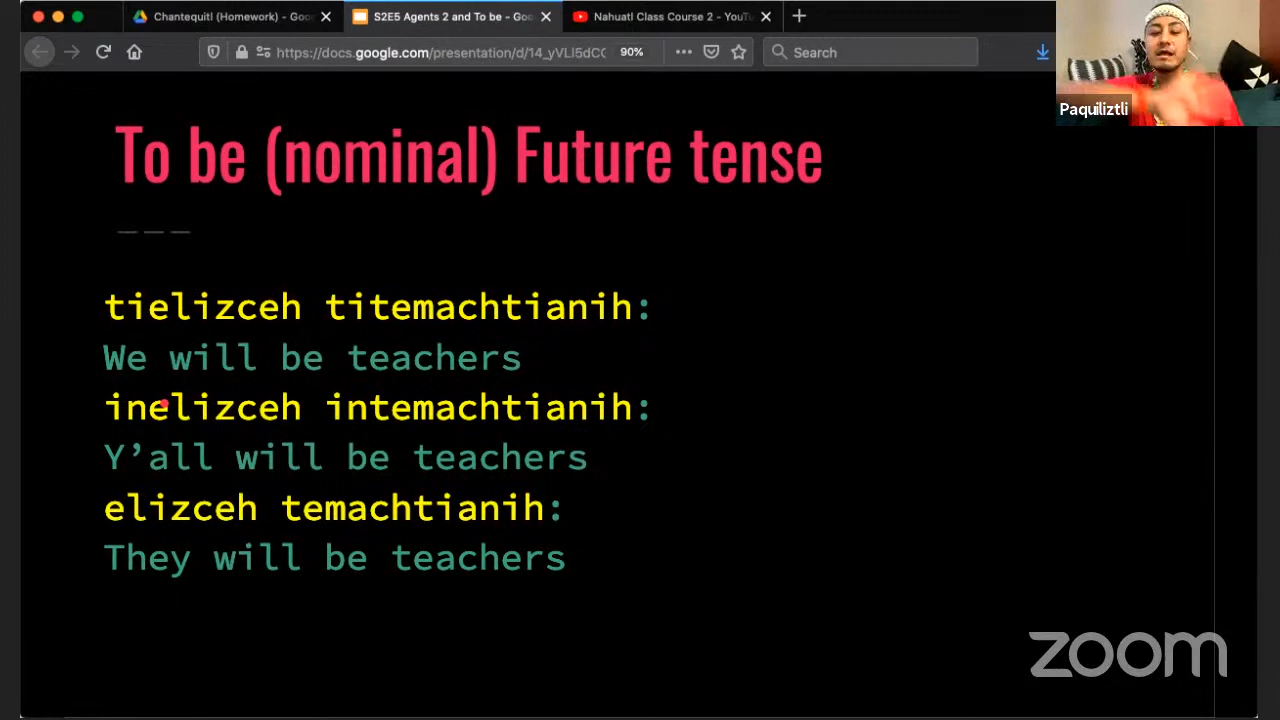 Chantequitl (Homework) - Goo
S2E5 Agents 2 and To be - Goo
Nahuatl Class Course 2 - YouTu
https://docs.google.com/presentation/d/14_yVLI5dCC
90%
Search
Paquiliztli
To be (nominal) Future tense
tielizceh titemachtianih:
We will be teachers
inelizceh intemachtianih:
Y’all will be teachers
elizceh temachtianih:
They will be teachers
zoom